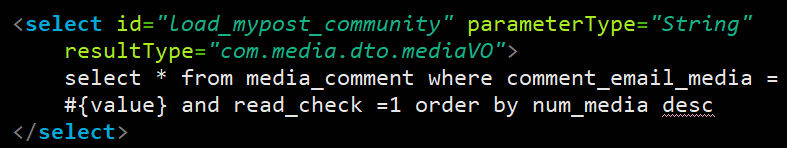 <select id="load_mypost_community" parameterType="String"
resultType="com.media.dto.mediaVO">
select * from media_comment where comment_email_media =
#{value} and read_check =1 order by num_media desc
</select>